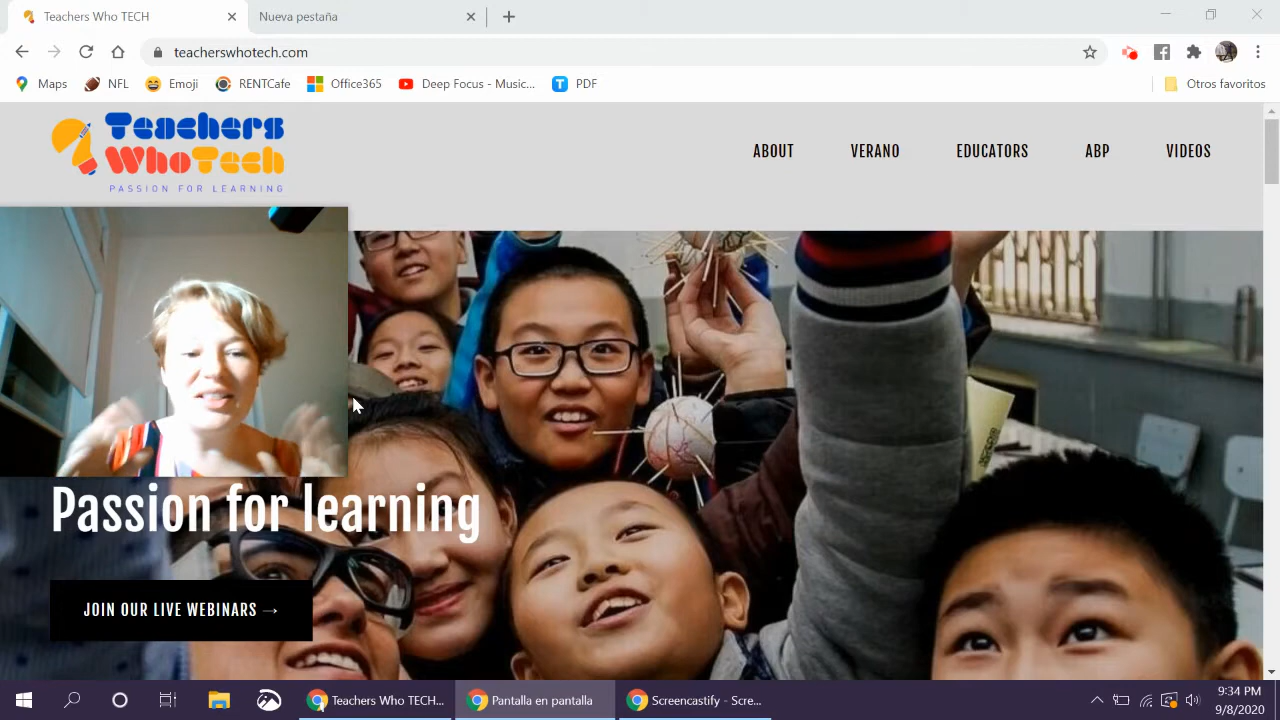 Teachers Who TECH
Nueva pestaña
teacherswhotech.com
Maps
NFL
Emoji
RENTCafe
Office365
Deep Focus - Music...
T
PDF
Otros favoritos
Teachers
WhoTech
PASSION FOR LEARNING
ABOUT
VERANO
EDUCATORS
ABP
VIDEOS
Passion for learning
JOIN OUR LIVE WEBINARS →
Teachers Who TECH...
Pantalla en pantalla
Screencastify - Scre...
9:34 PM
9/8/2020